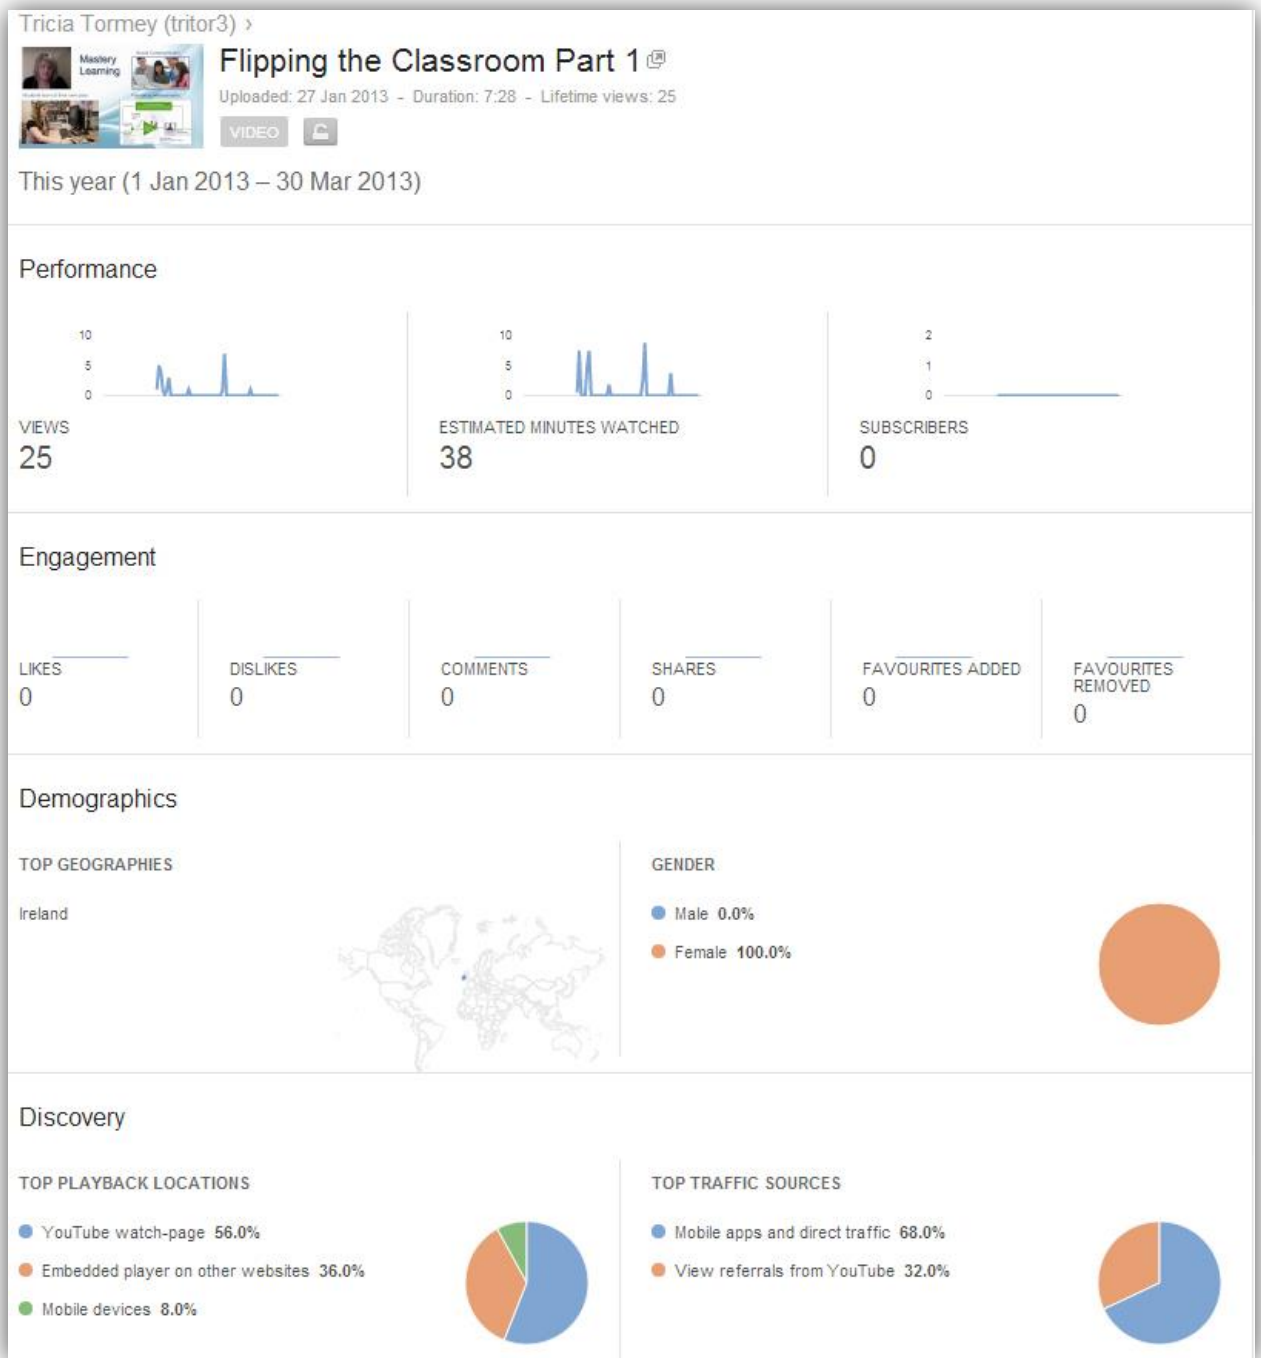 Tricia Tormey (tritor3) ›
Mastery
Learning
Flipping the Classroom Part 1
Uploaded: 27 Jan 2013 - Duration: 7:28 - Lifetime views: 25
VIDEO
This year (1 Jan 2013 – 30 Mar 2013)
Performance
10
5
0
VIEWS
25
10
5
0
ESTIMATED MINUTES WATCHED
38
2
1
0
SUBSCRIBERS
0
Engagement
LIKES
0
DISLIKES
0
COMMENTS
0
SHARES
0
FAVOURITES ADDED
0
FAVOURITES
REMOVED
0
Demographics
TOP GEOGRAPHIES
Ireland
GENDER
Male 0.0%
Female 100.0%
Discovery
TOP PLAYBACK LOCATIONS
YouTube watch-page 56.0%
Embedded player on other websites 36.0%
Mobile devices 8.0%
TOP TRAFFIC SOURCES
Mobile apps and direct traffic 68.0%
View referrals from YouTube 32.0%